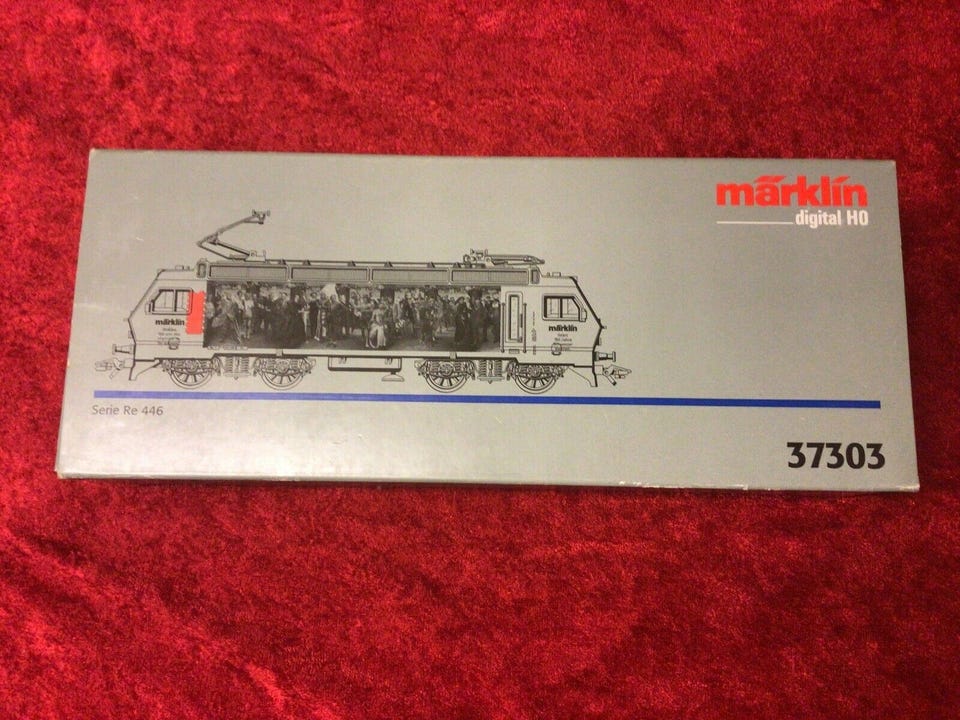 märklin
digital H0
märklin
märklin
Serie Re 446
37303